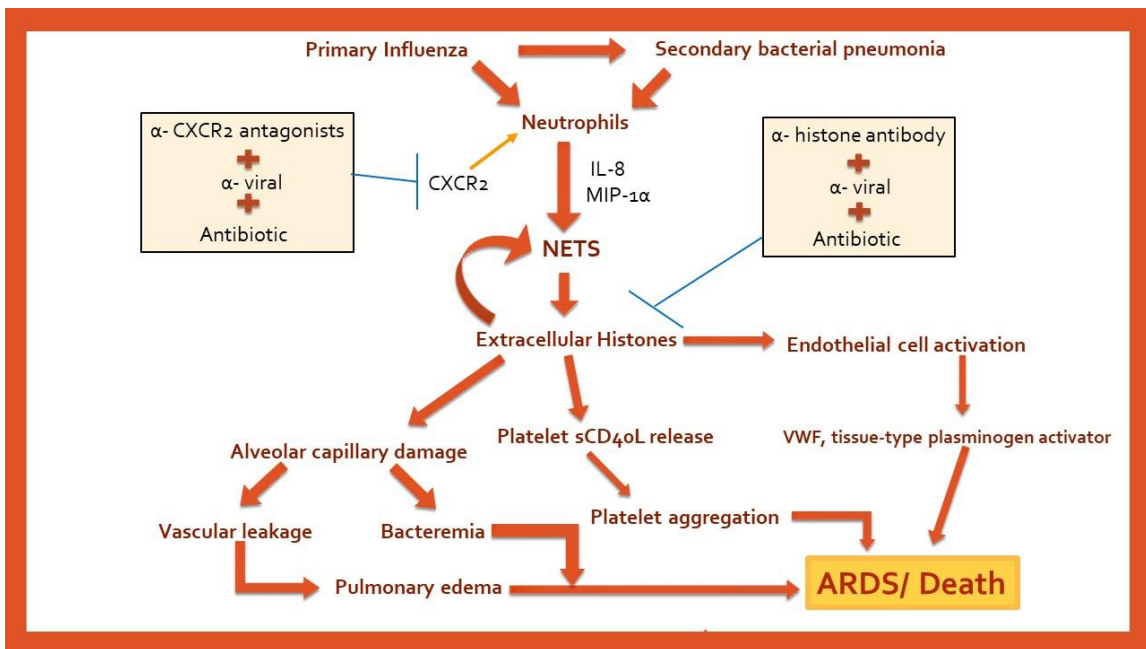 Primary Influenza
Secondary bacterial pneumonia
Neutrophils
α- CXCR2 antagonists
α- viral
Antibiotic
CXCR2
IL-8
MIP-1α
α- histone antibody
α- viral
Antibiotic
NETS
Extracellular Histones
Endothelial cell activation
Alveolar capillary damage
Platelet sCD40L release
VWF, tissue-type plasminogen activator
Vascular leakage
Bacteremia
Platelet aggregation
Pulmonary edema
ARDS/ Death